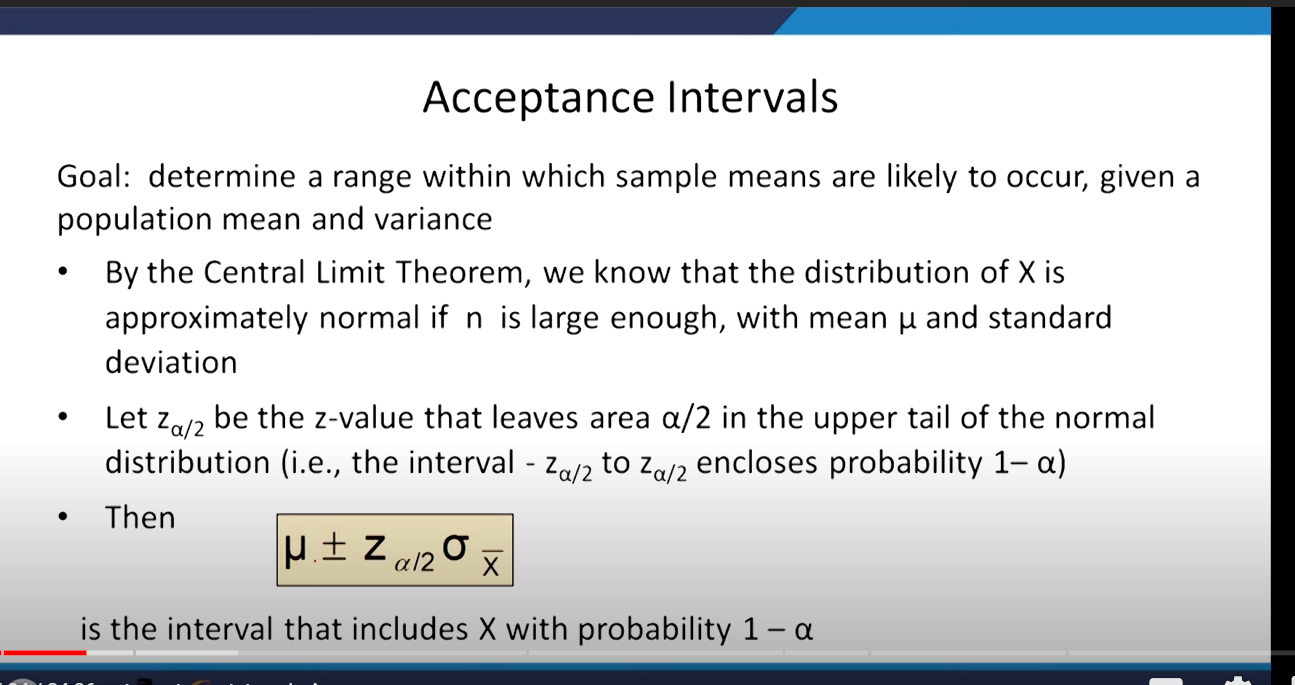 Acceptance Intervals
Goal: determine a range within which sample means are likely to occur, given a
population mean and variance
• By the Central Limit Theorem, we know that the distribution of X is
approximately normal if n is large enough, with mean μ and standard
deviation
• Let zα/2 be the z-value that leaves area α/2 in the upper tail of the normal
distribution (i.e., the interval - zα/2 to zα/2 encloses probability 1– α)
• Then
μ ± z α/2 σ X̅
is the interval that includes X with probability 1 – α